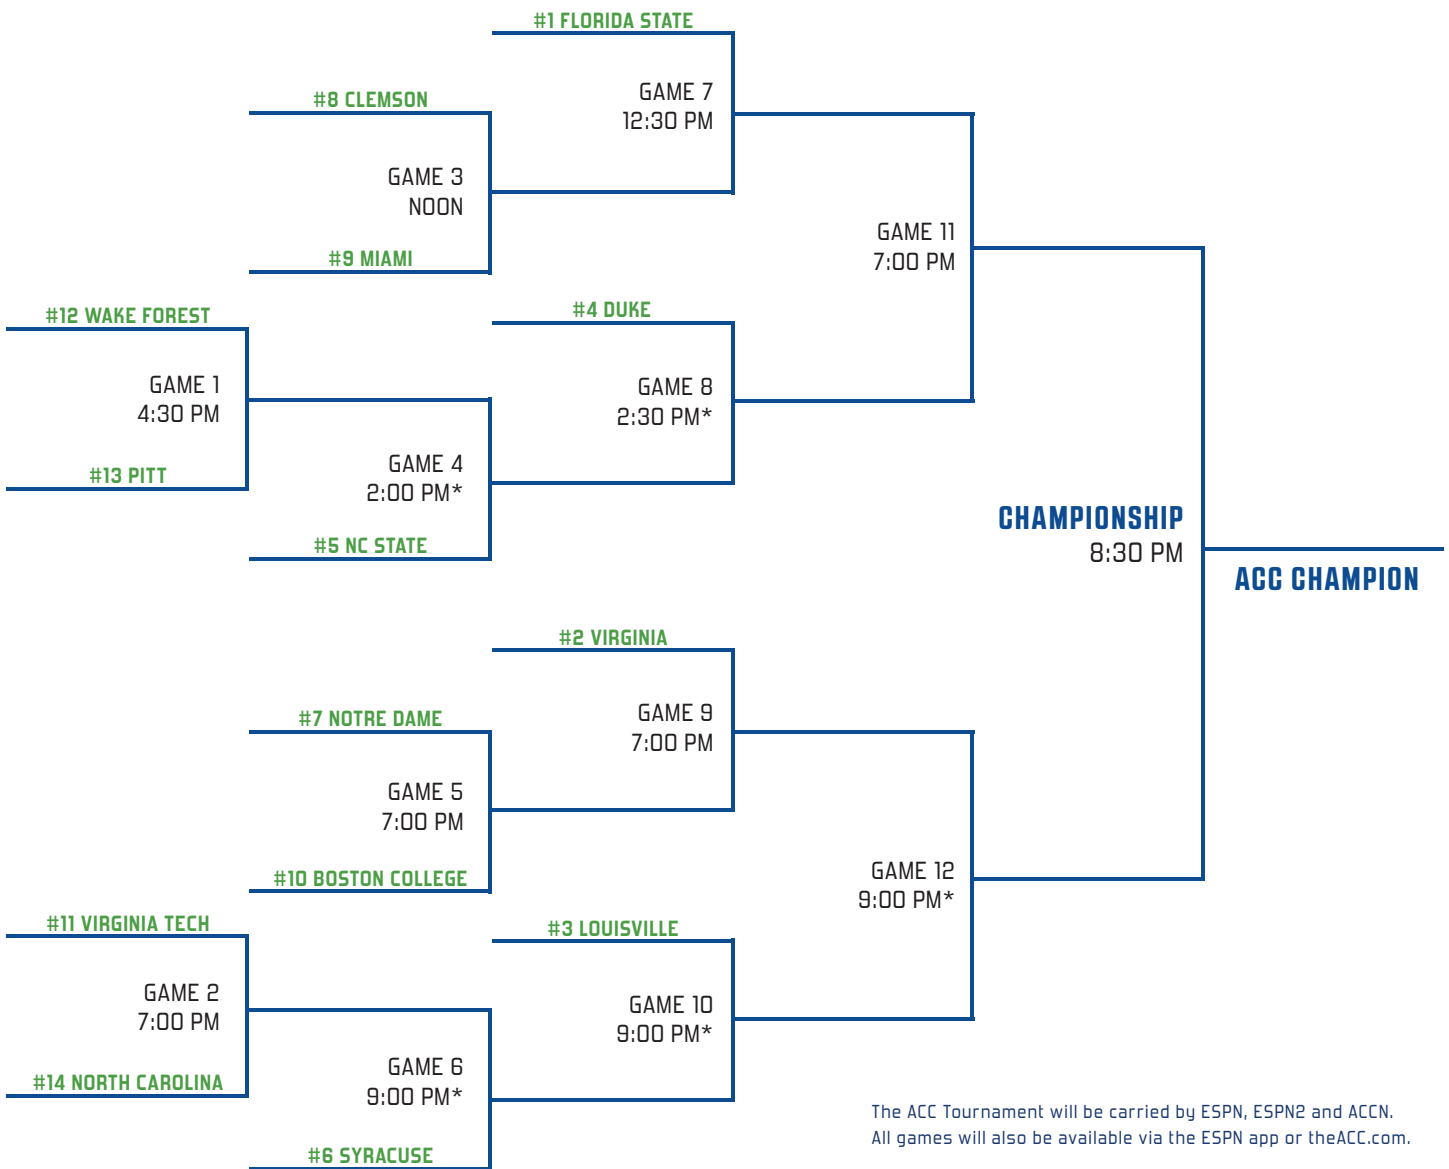 #1 FLORIDA STATE
GAME 7
12:30 PM
#8 CLEMSON
GAME 3
NOON
#9 MIAMI
GAME 11
7:00 PM
#12 WAKE FOREST
GAME 1
4:30 PM
#13 PITT
#4 DUKE
GAME 8
2:30 PM*
GAME 4
2:00 PM*
#5 NC STATE
CHAMPIONSHIP
8:30 PM
ACC CHAMPION
#2 VIRGINIA
GAME 9
7:00 PM
#7 NOTRE DAME
GAME 5
7:00 PM
#10 BOSTON COLLEGE
GAME 12
9:00 PM*
#11 VIRGINIA TECH
GAME 2
7:00 PM
#14 NORTH CAROLINA
#3 LOUISVILLE
GAME 10
9:00 PM*
GAME 6
9:00 PM*
#6 SYRACUSE
The ACC Tournament will be carried by ESPN, ESPN2 and ACCN.
All games will also be available via the ESPN app or theACC.com.